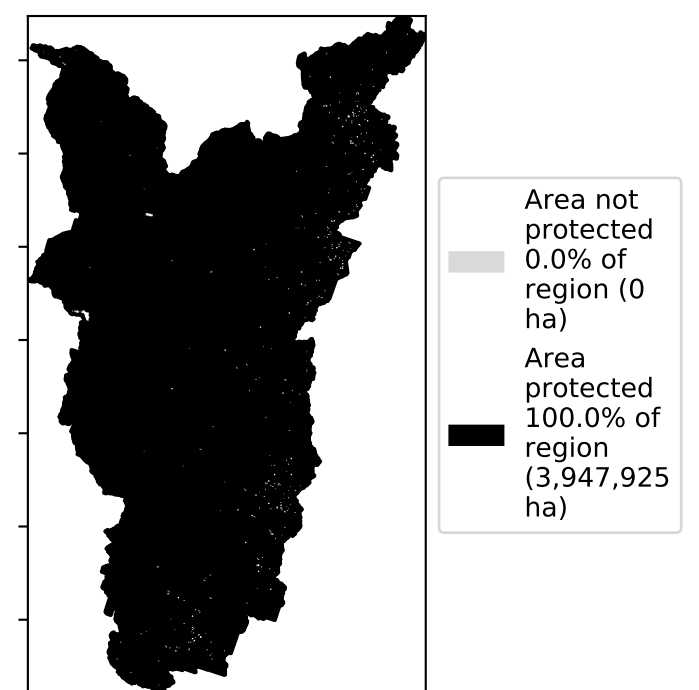 Area not
protected
0.0% of
region (0
ha)
Area
protected
100.0% of
region
(3,947,925
ha)